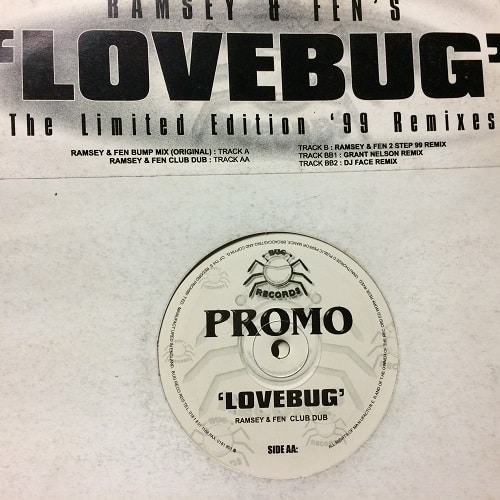 RAMSEY & FEN'S
'LOVEBUG'
The Limited Edition '99 Remixes
RAMSEY & FEN BUMP MIX (ORIGINAL) : TRACK A
RAMSEY & FEN CLUB DUB : TRACK AA
TRACK B : RAMSEY & FEN 2 STEP 99 REMIX
TRACK BB1 : GRANT NELSON REMIX
TRACK BB2 : DJ FACE REMIX
BUG
RECORDS
PROMO
'LOVEBUG'
RAMSEY & FEN CLUB DUB
SIDE AA: